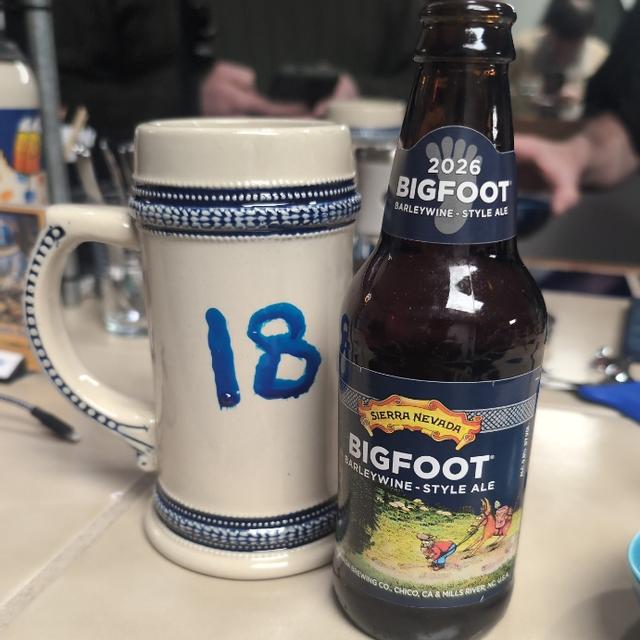 18
2026
BIGFOOT®
BARLEYWINE-STYLE ALE
SIERRA NEVADA
BIGFOOT®
BARLEYWINE-STYLE ALE
BREWING CO., CHICO, CA & MILLS RIVER, NC U.S.A.